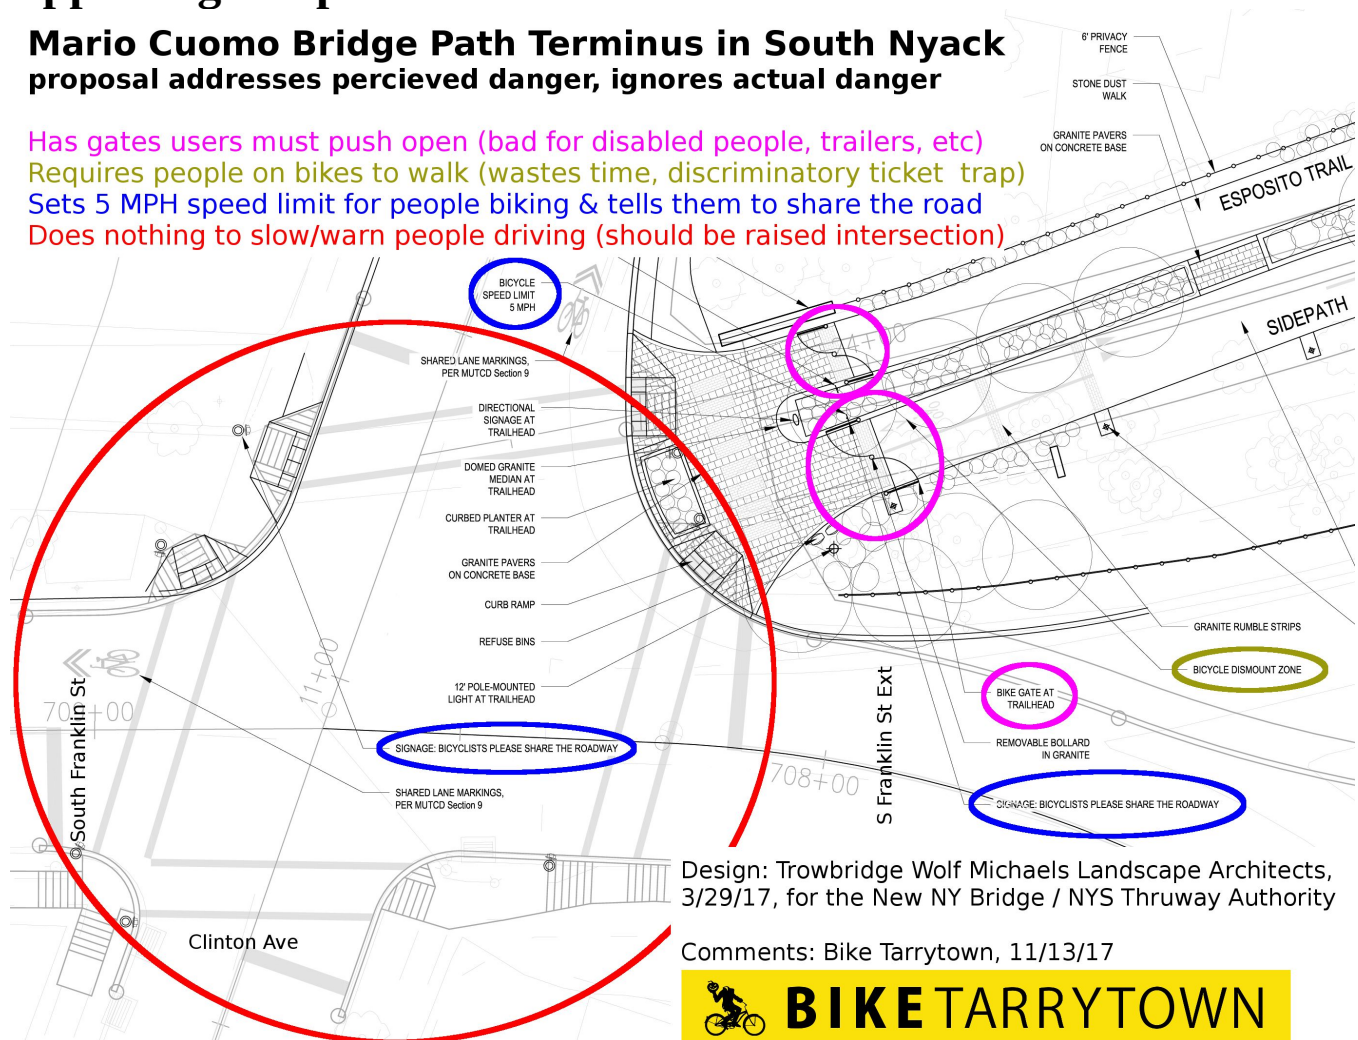 Mario Cuomo Bridge Path Terminus in South Nyack
proposal addresses percieved danger, ignores actual danger
Has gates users must push open (bad for disabled people, trailers, etc)
Requires people on bikes to walk (wastes time, discriminatory ticket trap)
Sets 5 MPH speed limit for people biking & tells them to share the road
Does nothing to slow/warn people driving (should be raised intersection)
6' PRIVACY
FENCE
STONE DUST
WALK
GRANITE PAVERS
ON CONCRETE BASE
ESPOSITO TRAIL
SIDEPATH
BICYCLE
SPEED LIMIT
5 MPH
SHARED LANE MARKINGS,
PER MUTCD Section 9
DIRECTIONAL
SIGNAGE AT
TRAILHEAD
DOMED GRANITE
MEDIAN AT
TRAILHEAD
CURBED PLANTER AT
TRAILHEAD
GRANITE PAVERS
ON CONCRETE BASE
CURB RAMP
REFUSE BINS
12' POLE-MOUNTED
LIGHT AT TRAILHEAD
11+00
SIGNAGE: BICYCLISTS PLEASE SHARE THE ROADWAY
SHARED LANE MARKINGS,
PER MUTCD Section 9
South Franklin St
Clinton Ave
GRANITE RUMBLE STRIPS
BICYCLE DISMOUNT ZONE
BIKE GATE AT
TRAILHEAD
REMOVABLE BOLLARD
IN GRANITE
SIGNAGE: BICYCLISTS PLEASE SHARE THE ROADWAY
708+00
S Franklin St Ext
Design: Trowbridge Wolf Michaels Landscape Architects,
3/29/17, for the New NY Bridge / NYS Thruway Authority
Comments: Bike Tarrytown, 11/13/17
BIKE TARRYTOWN